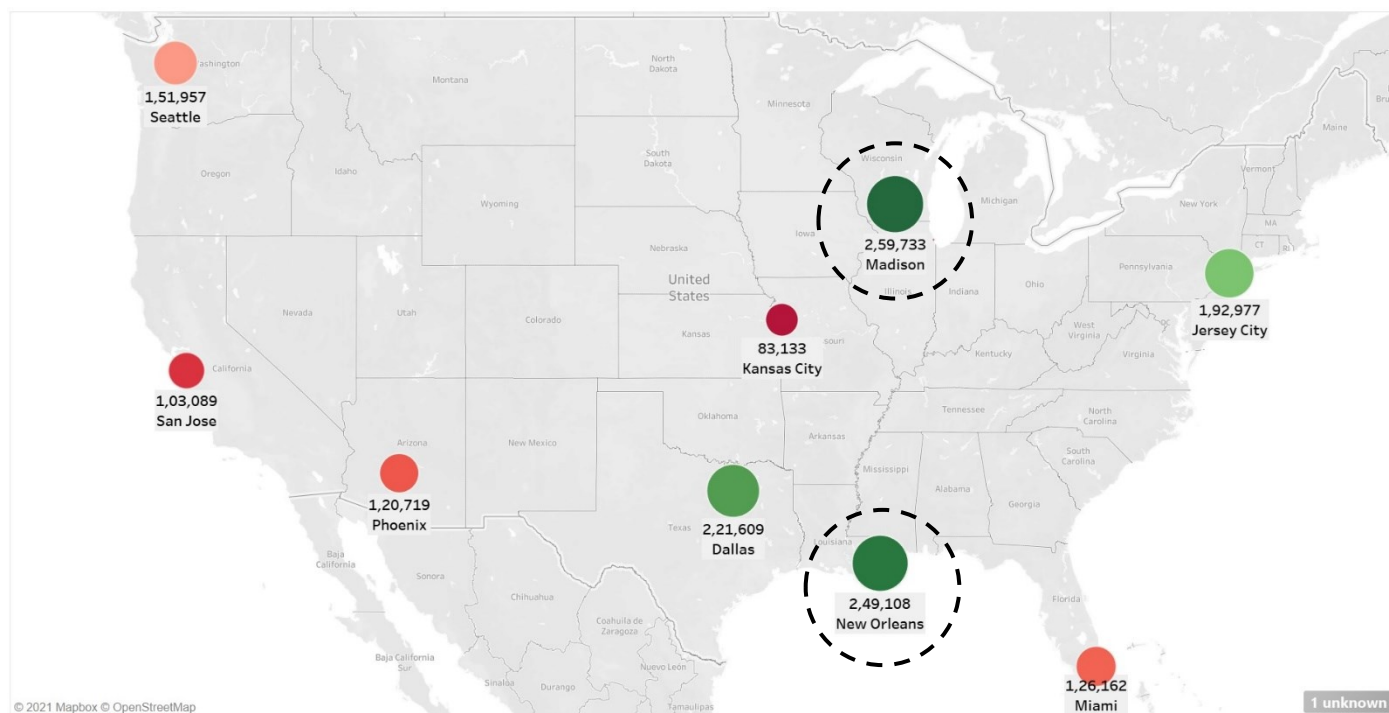 Washington
1,51,957
Seattle
Montana
North
Dakota
Minnesota
Oregon
Idaho
Wyoming
South
Dakota
Wisconsin
2,59,733
Madison
Michigan
Iowa
Nebraska
United
States
Illinois
Indiana
Ohio
Pennsylvania
New York
Vermont
Maine
MA
CT
RI
1,92,977
Jersey City
Nevada
Utah
Colorado
Kansas
83,133
Kansas City
souri
Kentucky
West
Virginia
Virginia
California
1,03,089
San Jose
Arizona
New Mexico
Oklahoma
Arkansas
Tennessee
North
Carolina
South
Carolina
Mississippi
Alabama
Georgia
1,20,719
Phoenix
Texas
2,21,609
Dallas
Louisiana
2,49,108
New Orleans
Florida
1,26,162
Miami
Baja
California
Sonora
Chihuahua
Coahuila de
Zaragoza
Baja California
Sur
Sinaloa
Durango
Nuevo León
Tamaulipas
© 2021 Mapbox © OpenStreetMap
1 unknown